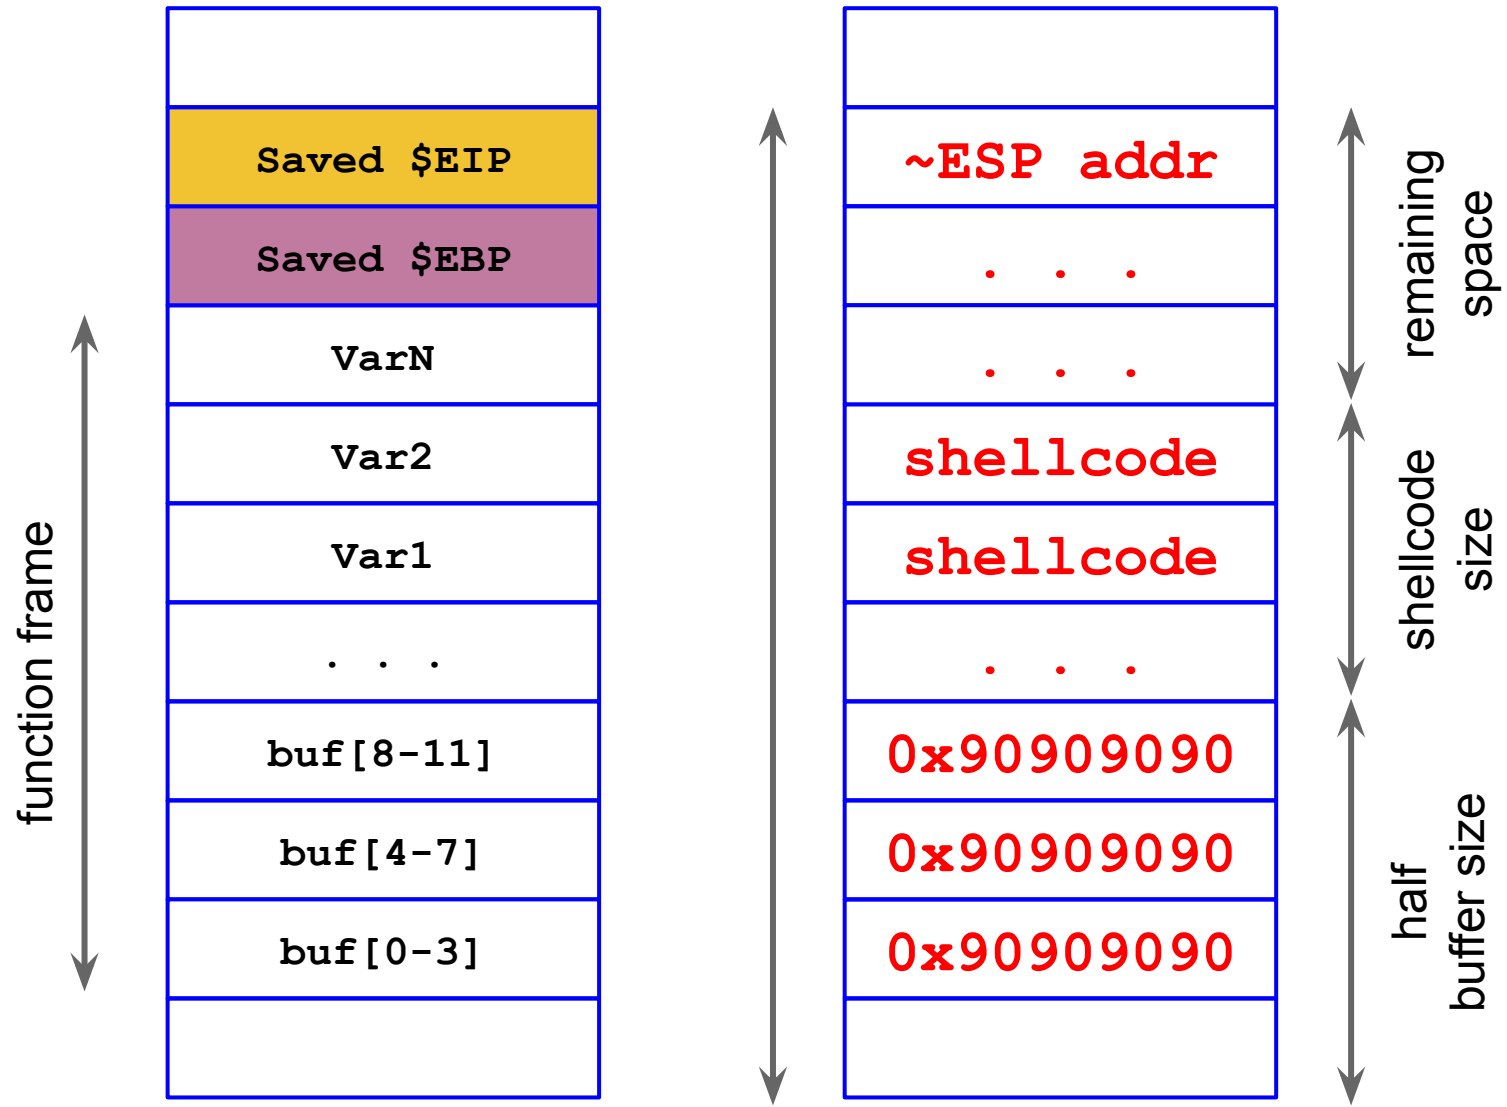 function frame
Saved $EIP
Saved $EBP
VarN
Var2
Var1
. . .
buf[8-11]
buf[4-7]
buf[0-3]
~ESP addr
. . .
. . .
shellcode
shellcode
. . .
0x90909090
0x90909090
0x90909090
remaining
space
shellcode
size
half
buffer size